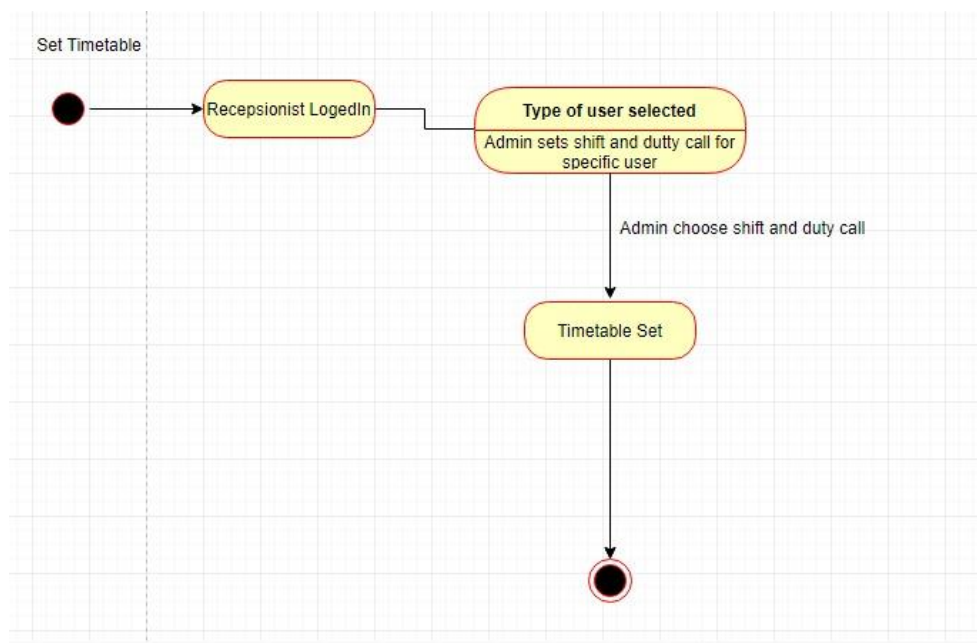 Set Timetable
Recepsionist LogedIn
Type of user selected
Admin sets shift and dutty call for
specific user
Admin choose shift and duty call
Timetable Set